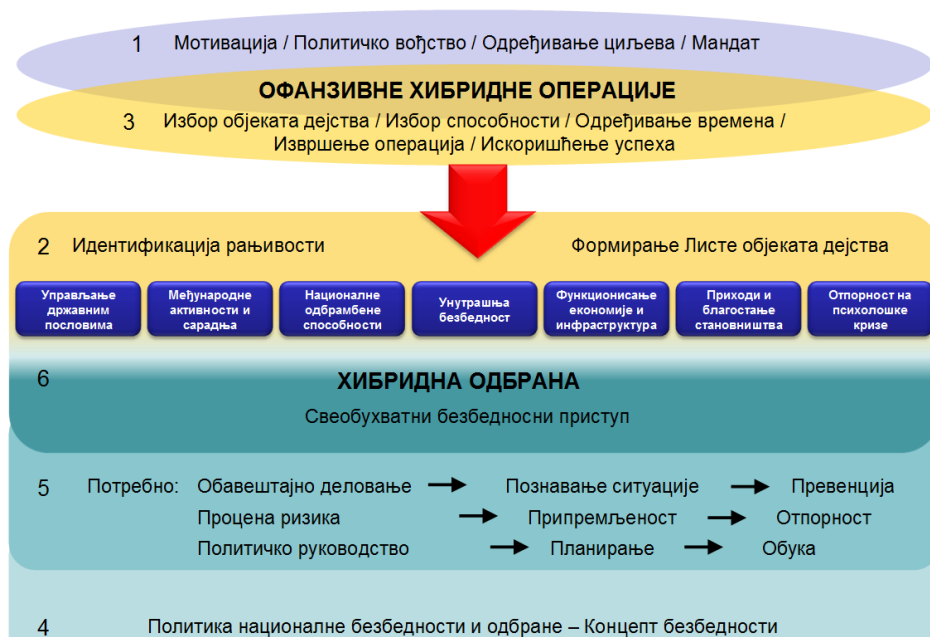 1 Мотивација / Политичко вођство / Одређивање циљева / Мандат
ОФАНЗИВНЕ ХИБРИДНЕ ОПЕРАЦИЈЕ
3 Избор објеката дејства / Избор способности / Одређивање времена /
Извршење операција / Искоришћење успеха
2 Идентификација рањивости Формирање Листе објеката дејства
Управљање
државним
пословима
Међународне
активности и
сарадња
Националне
одбрамбене
способности
Унутрашња
безбедност
Функционисање
економије и
инфраструктура
Приходи и
благостање
становништва
Отпорност на
психолошке
кризе
6 ХИБРИДНА ОДБРАНА
Свеобухватни безбедносни приступ
5 Потребно: Обавештајно деловање Познавање ситуације Превенција
Процена ризика Припремљеност Отпорност
Политичко руководство Планирање Обука
4 Политика националне безбедности и одбране – Концепт безбедности